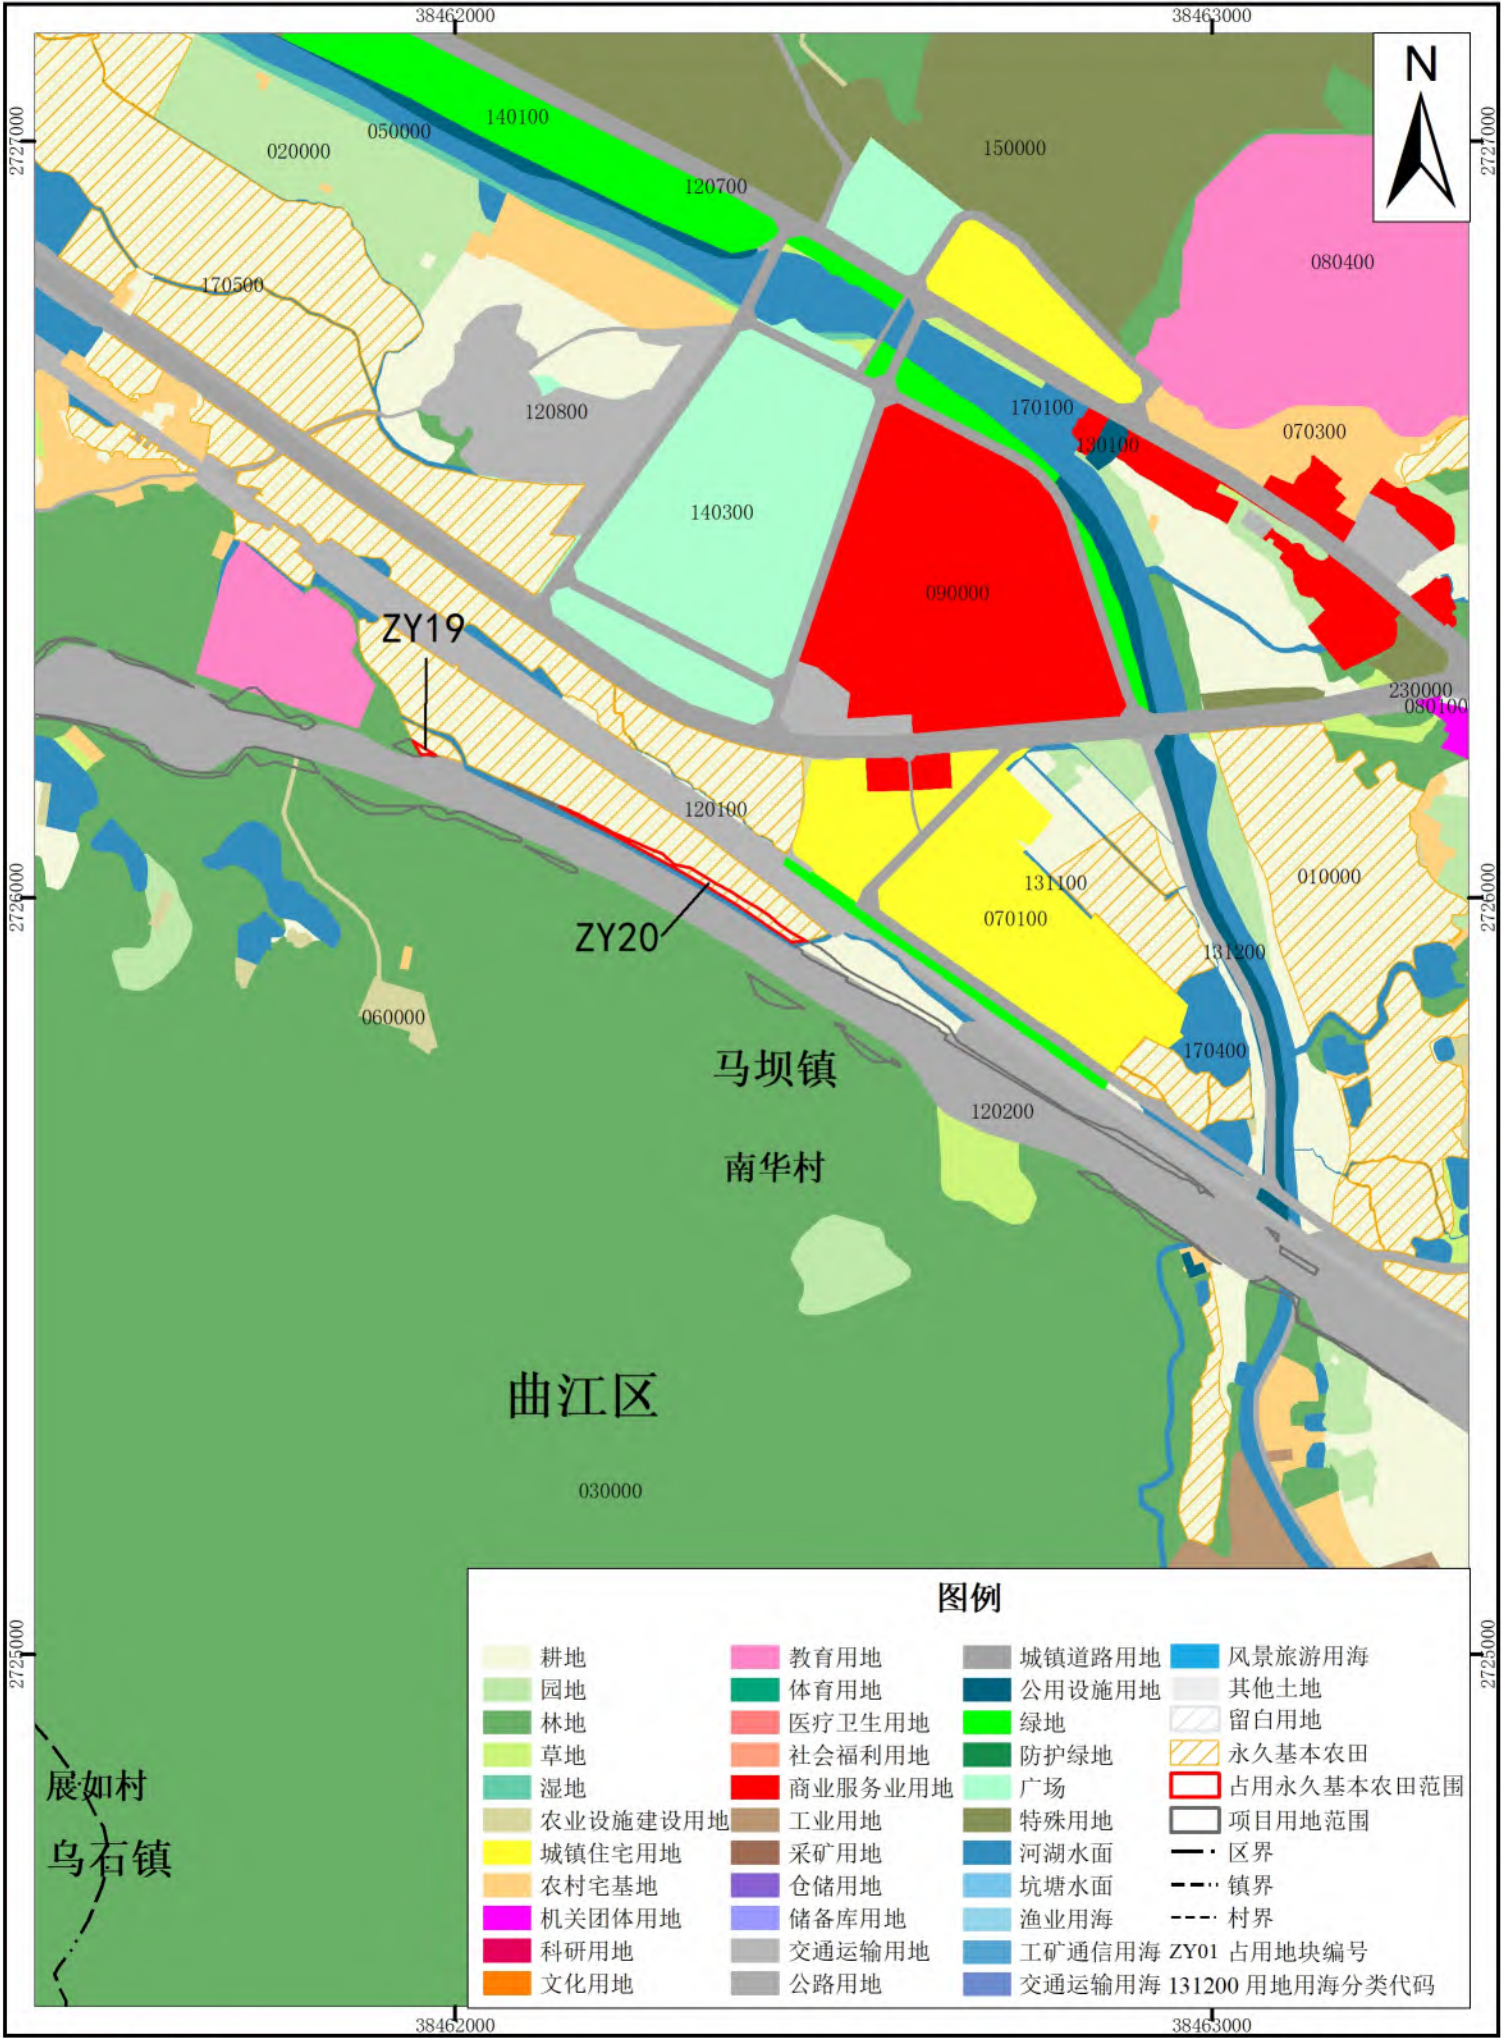 38462000
38463000
N
2727000
2727000
140100
050000
020000
150000
120700
080400
170500
120800
170100
070300
130100
140300
090000
ZY19
230000
080100
120100
2726000
2726000
131100
010000
070100
ZY20
131200
060000
170400
马坝镇
120200
南华村
曲江区
030000
2725000
2725000
展如村
乌石镇
图例
耕地
园地
林地
草地
湿地
农业设施建设用地
城镇住宅用地
农村宅基地
机关团体用地
科研用地
文化用地
教育用地
体育用地
医疗卫生用地
社会福利用地
商业服务业用地
工业用地
采矿用地
仓储用地
储备库用地
交通运输用地
公路用地
城镇道路用地
公用设施用地
绿地
防护绿地
广场
特殊用地
河湖水面
坑塘水面
渔业用海
工矿通信用海
交通运输用海
风景旅游用海
其他土地
留白用地
永久基本农田
占用永久基本农田范围
项目用地范围
区界
镇界
村界
ZY01 占用地块编号
131200 用地用海分类代码
38462000
38463000